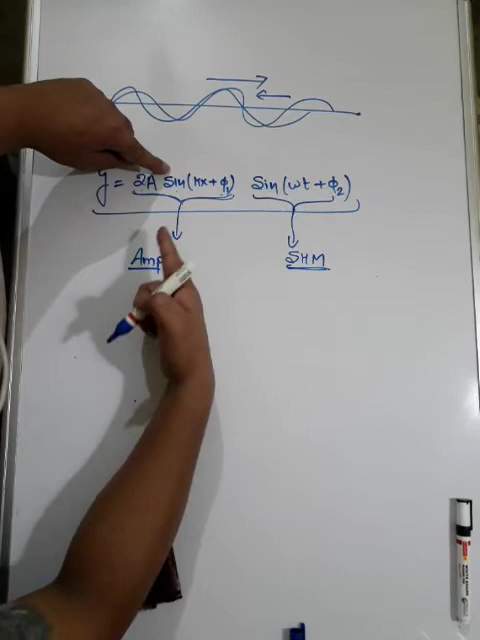 y = 2A Sin(kx+ϕ₁) Sin(ωt+ϕ₂)
Amp SHM